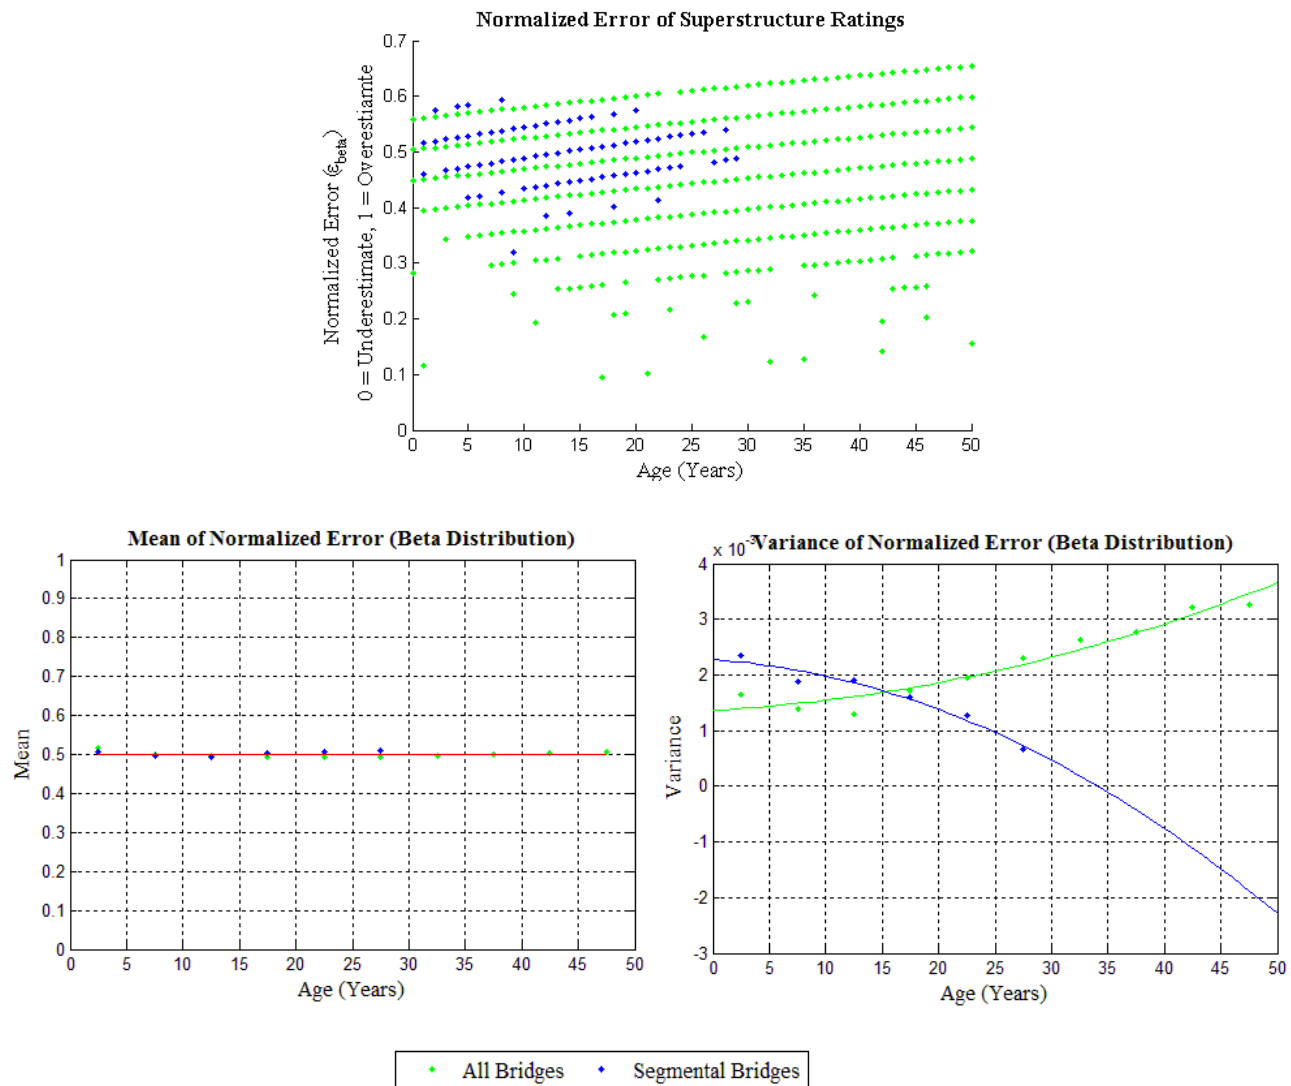 Normalized Error of Superstructure Ratings
0.7
0.6
0.5
0.4
0.3
0.2
0.1
0
Normalized Error (ε_beta)
0 = Underestimate, 1 = Overestiamte
0 5 10 15 20 25 30 35 40 45 50
Age (Years)
Mean of Normalized Error (Beta Distribution)
1
0.9
0.8
0.7
0.6
0.5
0.4
0.3
0.2
0.1
0
Mean
0 5 10 15 20 25 30 35 40 45 50
Age (Years)
x 10^-3 Variance of Normalized Error (Beta Distribution)
4
3
2
1
0
-1
-2
-3
Variance
0 5 10 15 20 25 30 35 40 45 50
Age (Years)
All Bridges Segmental Bridges